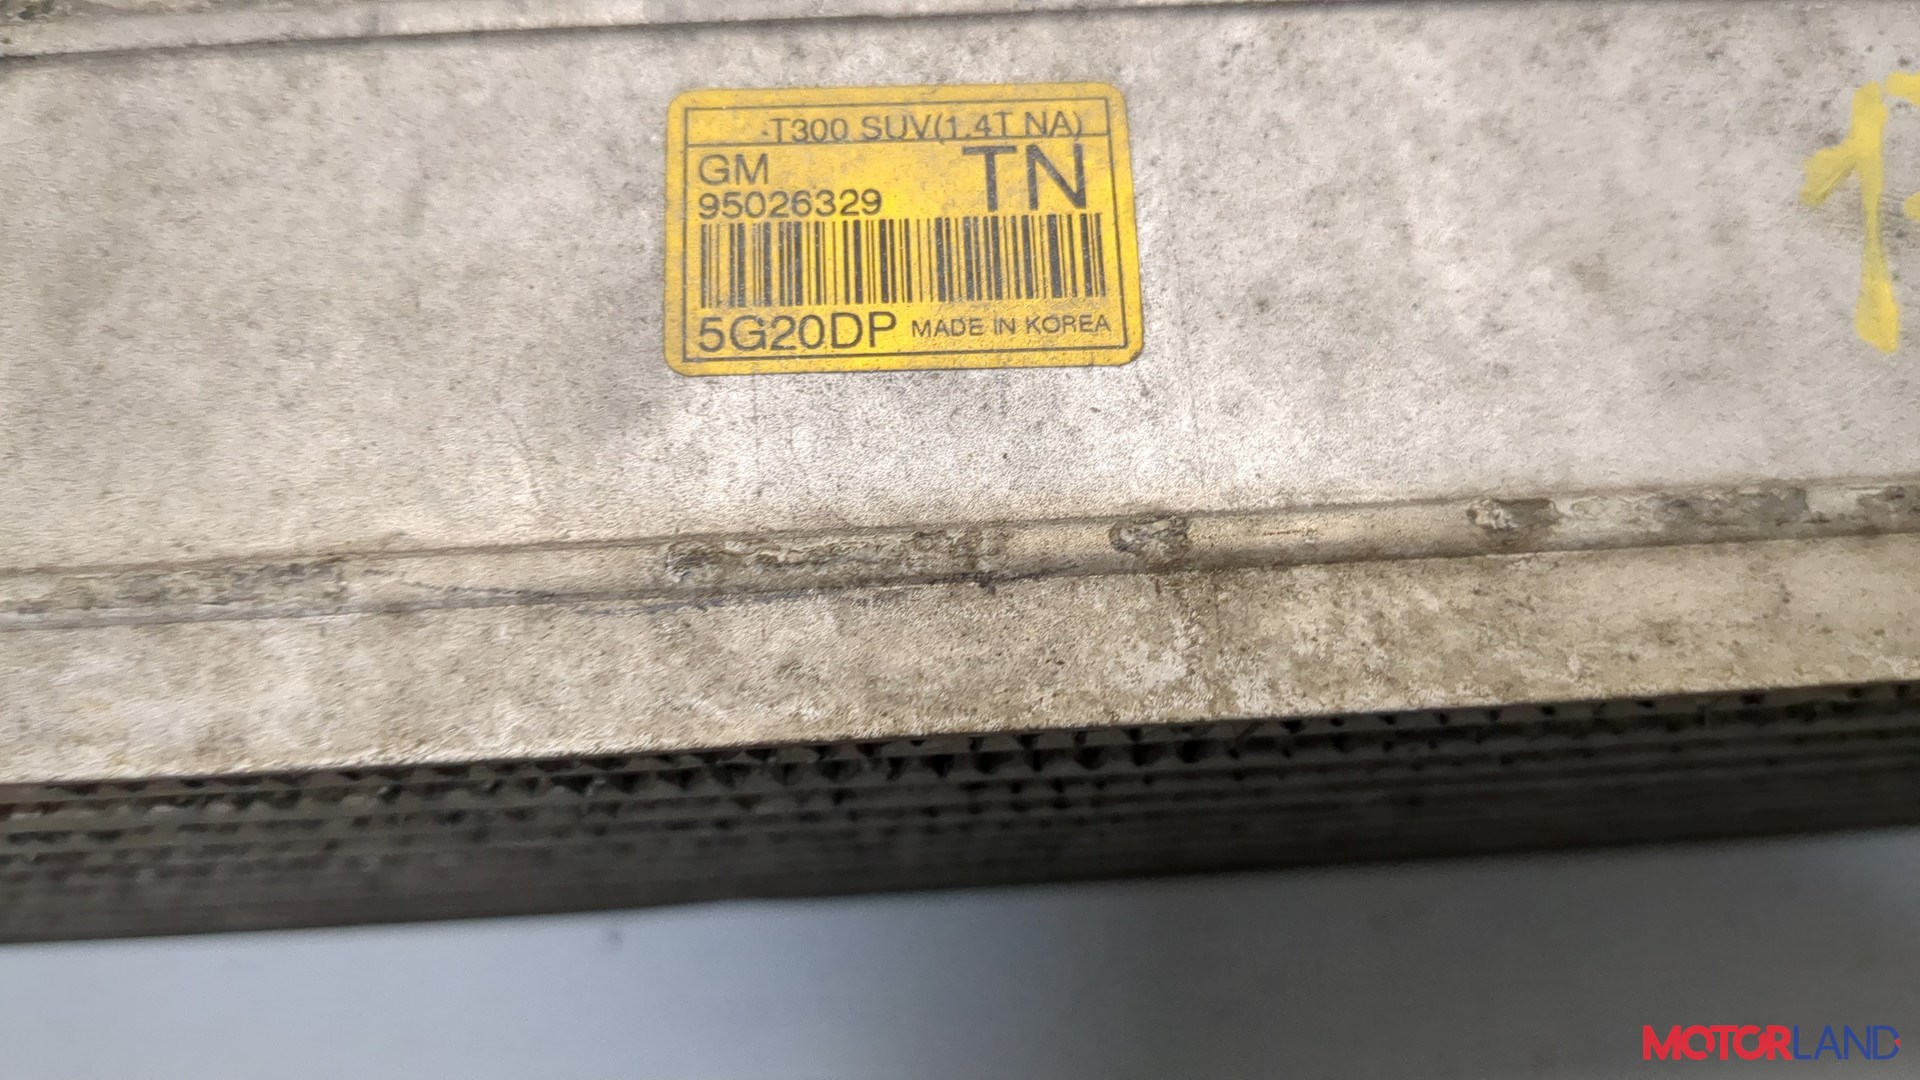 T300 SUV(1.4T NA)
GM
TN
95026329
5G20DP MADE IN KOREA
MOTORLAND